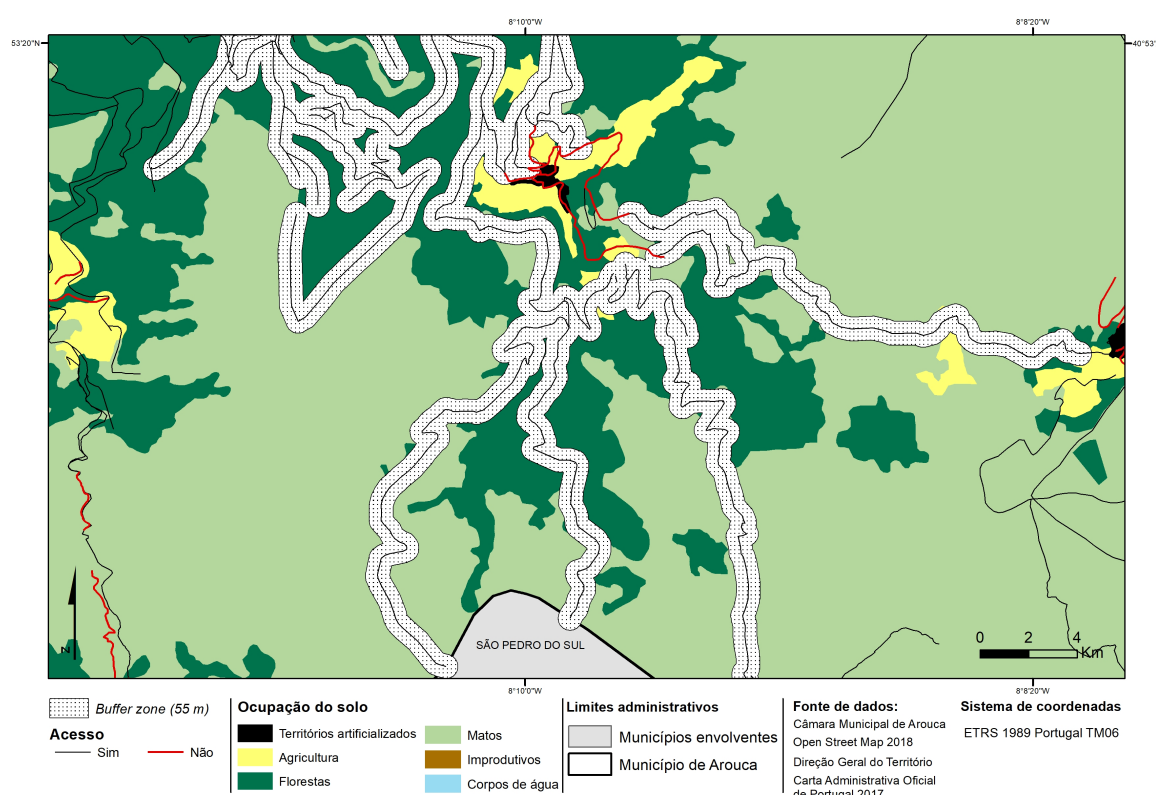 8°10'0"W
8°8'20"W
53'20"N
40°53'
SÃO PEDRO DO SUL
0 2 4
Km
N
8°10'0"W
8°8'20"W
Buffer zone (55 m)
Acesso
Sim
Não
Ocupação do solo
Territórios artificializados
Agricultura
Florestas
Matos
Improdutivos
Corpos de água
Limites administrativos
Municípios envolventes
Município de Arouca
Fonte de dados:
Câmara Municipal de Arouca
Open Street Map 2018
Direção Geral do Território
Carta Administrativa Oficial
de Portugal 2017
Sistema de coordenadas
ETRS 1989 Portugal TM06